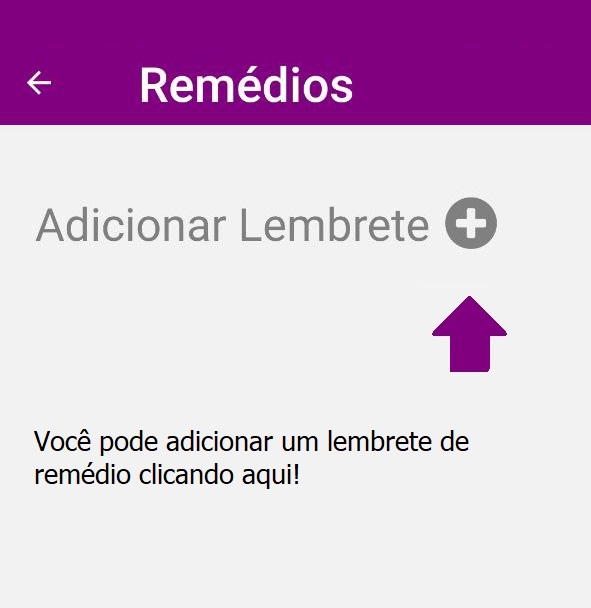 Remédios
Adicionar Lembrete
Você pode adicionar um lembrete de
remédio clicando aqui!